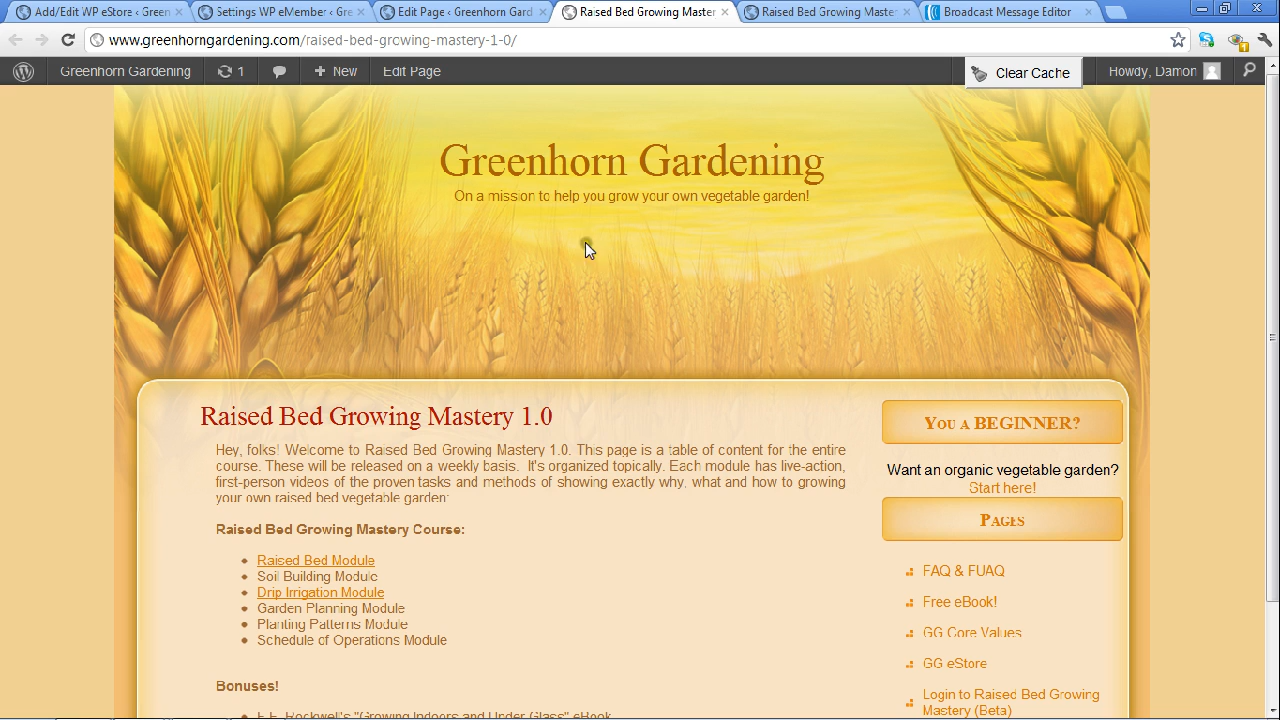 Add/Edit WP eStore ‹ Green
Settings WP eMember ‹ Gre
Edit Page ‹ Greenhorn Gard
Raised Bed Growing Master
Raised Bed Growing Master
Broadcast Message Editor
www.greenhorngardening.com/raised-bed-growing-mastery-1-0/
Greenhorn Gardening
1
New
Edit Page
Clear Cache
Howdy, Damon
Greenhorn Gardening
On a mission to help you grow your own vegetable garden!
Raised Bed Growing Mastery 1.0
Hey, folks! Welcome to Raised Bed Growing Mastery 1.0. This page is a table of content for the entire
course. These will be released on a weekly basis. It's organized topically. Each module has live-action,
first-person videos of the proven tasks and methods of showing exactly why, what and how to growing
your own raised bed vegetable garden:
Raised Bed Growing Mastery Course:
Raised Bed Module
Soil Building Module
Drip Irrigation Module
Garden Planning Module
Planting Patterns Module
Schedule of Operations Module
Bonuses!
F.F. Rockwell's "Growing Indoors and Under Glass" eBook
You a BEGINNER?
Want an organic vegetable garden?
Start here!
Pages
FAQ & FUAQ
Free eBook!
GG Core Values
GG eStore
Login to Raised Bed Growing
Mastery (Beta)